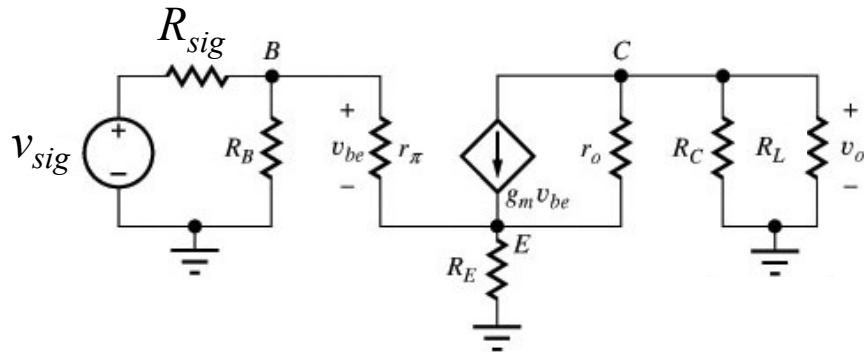 R_sig
B
C
+
+
+
v_sig
R_B
v_be
r_π
r_o
R_C
R_L
v_o
−
−
−
g_m v_be
E
R_E